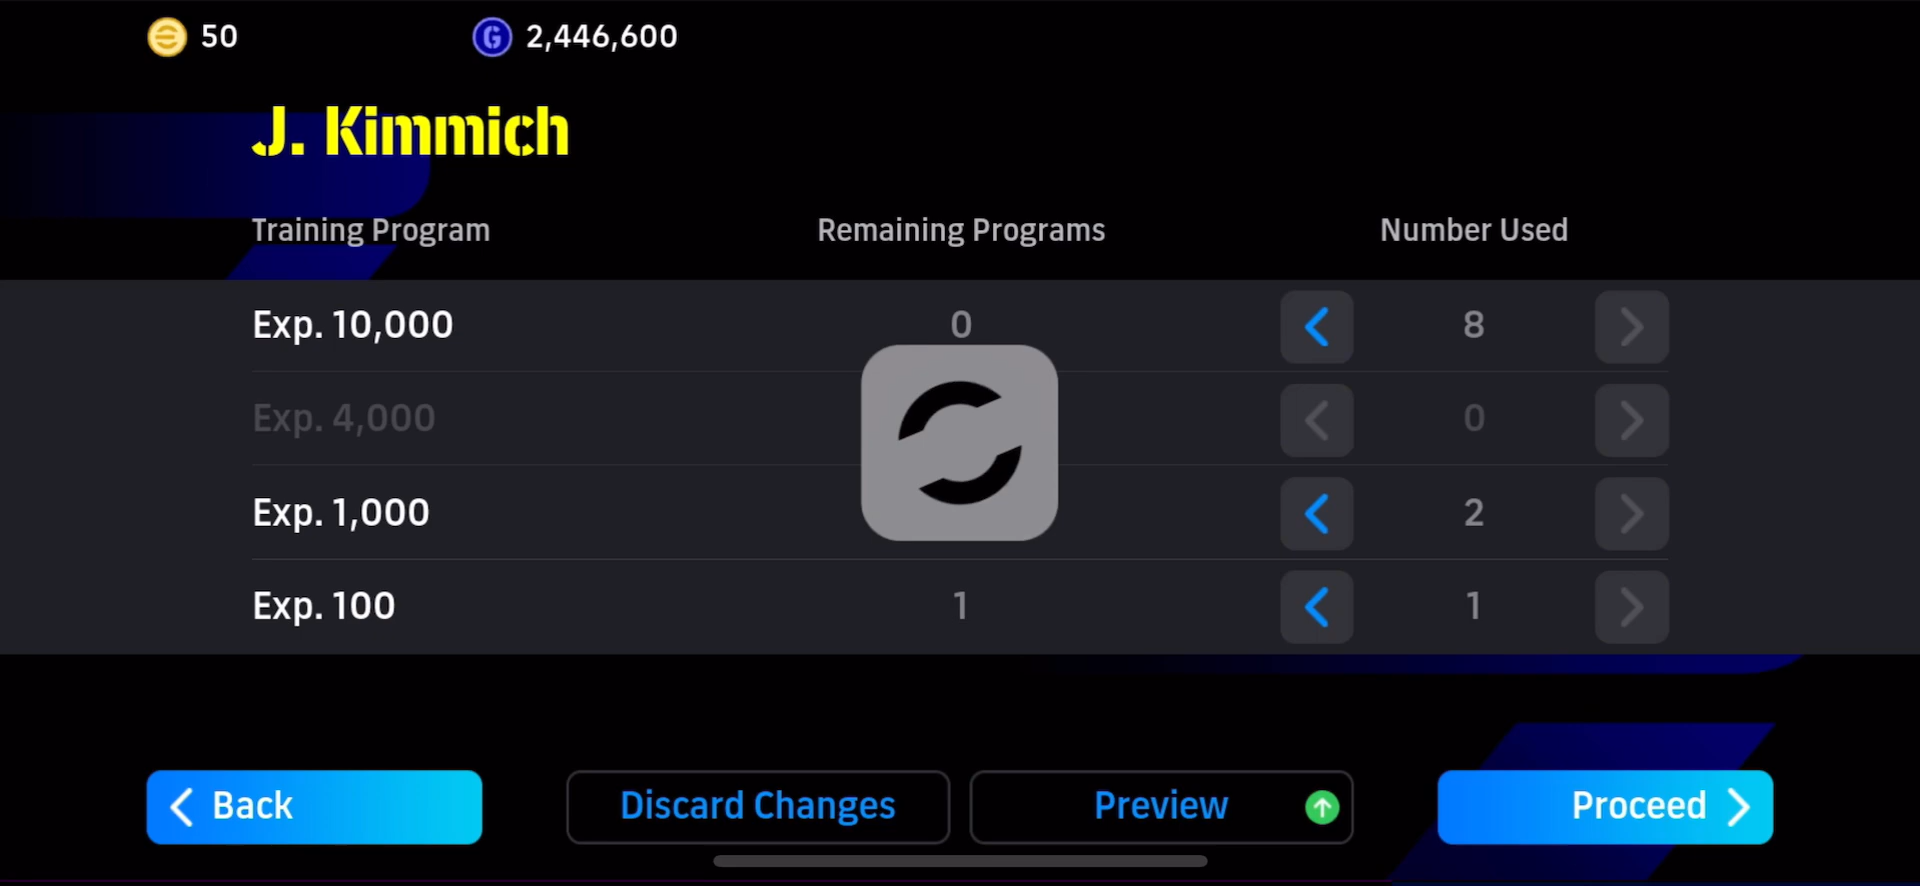 50 2,446,600
J. Kimmich
Training Program Remaining Programs Number Used
Exp. 10,000 0 8
Exp. 4,000 0
Exp. 1,000 2
Exp. 100 1 1
Back Discard Changes Preview Proceed